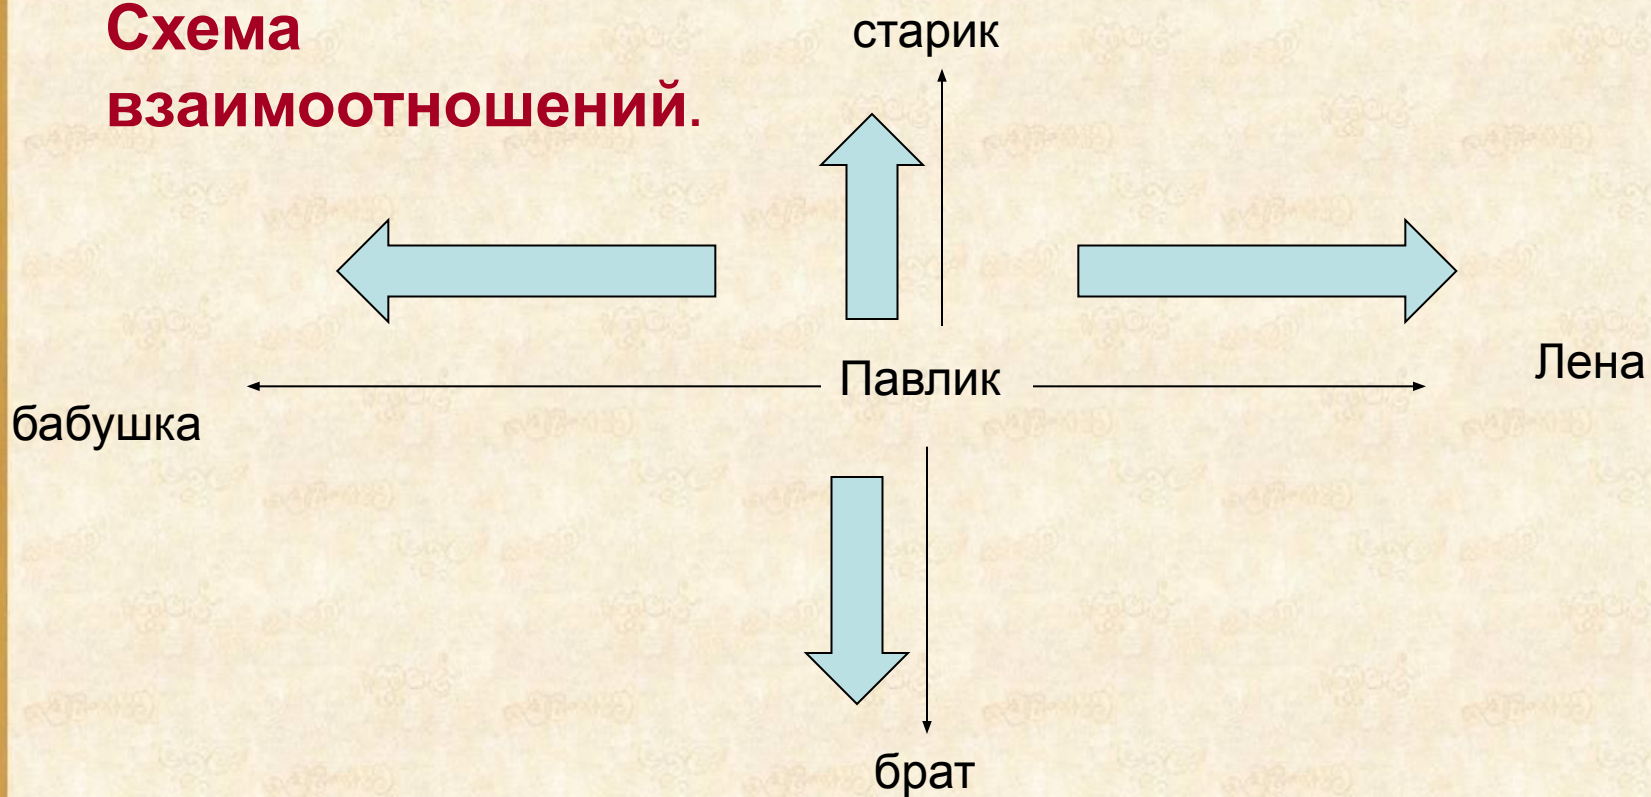 Схема
взаимоотношений.
старик
Павлик
Лена
бабушка
брат